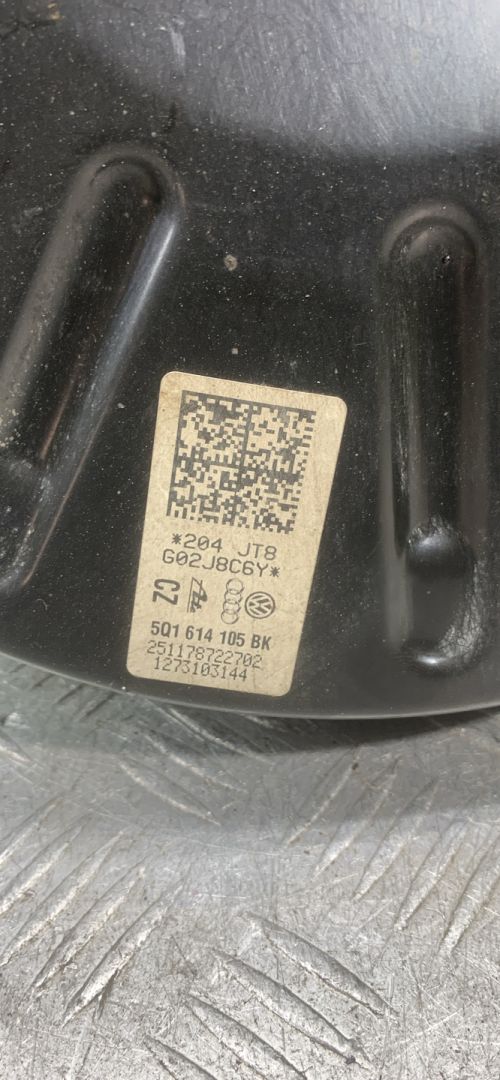 *204 JT8
G02J8C6Y*
CZ
5Q1 614 105 BK
251178722702
1273103144